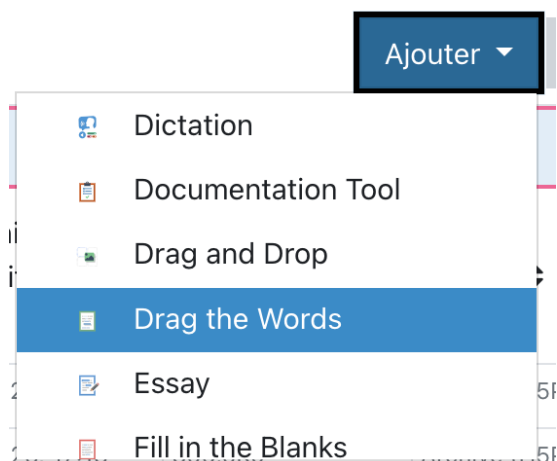 Ajouter
Dictation
Documentation Tool
Drag and Drop
Drag the Words
Essay
Fill in the Blanks